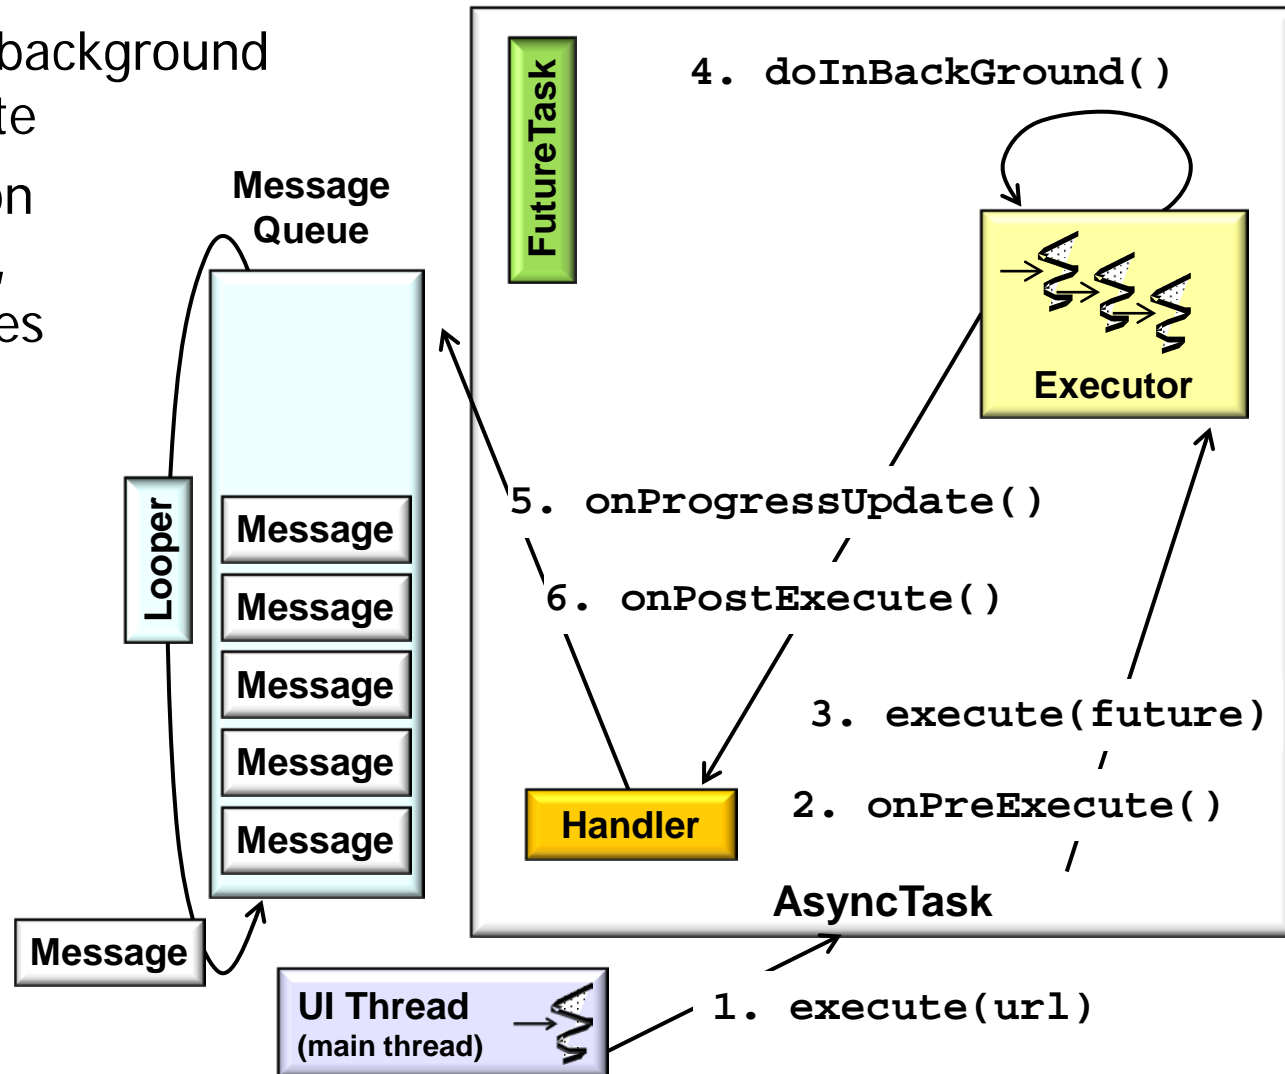 background
te
on
,
es
Message
Queue
FutureTask
4. doInBackGround()
Executor
Looper
Message
Message
Message
Message
Message
Message
5. onProgressUpdate()
6. onPostExecute()
3. execute(future)
2. onPreExecute()
Handler
AsyncTask
UI Thread
(main thread)
1. execute(url)